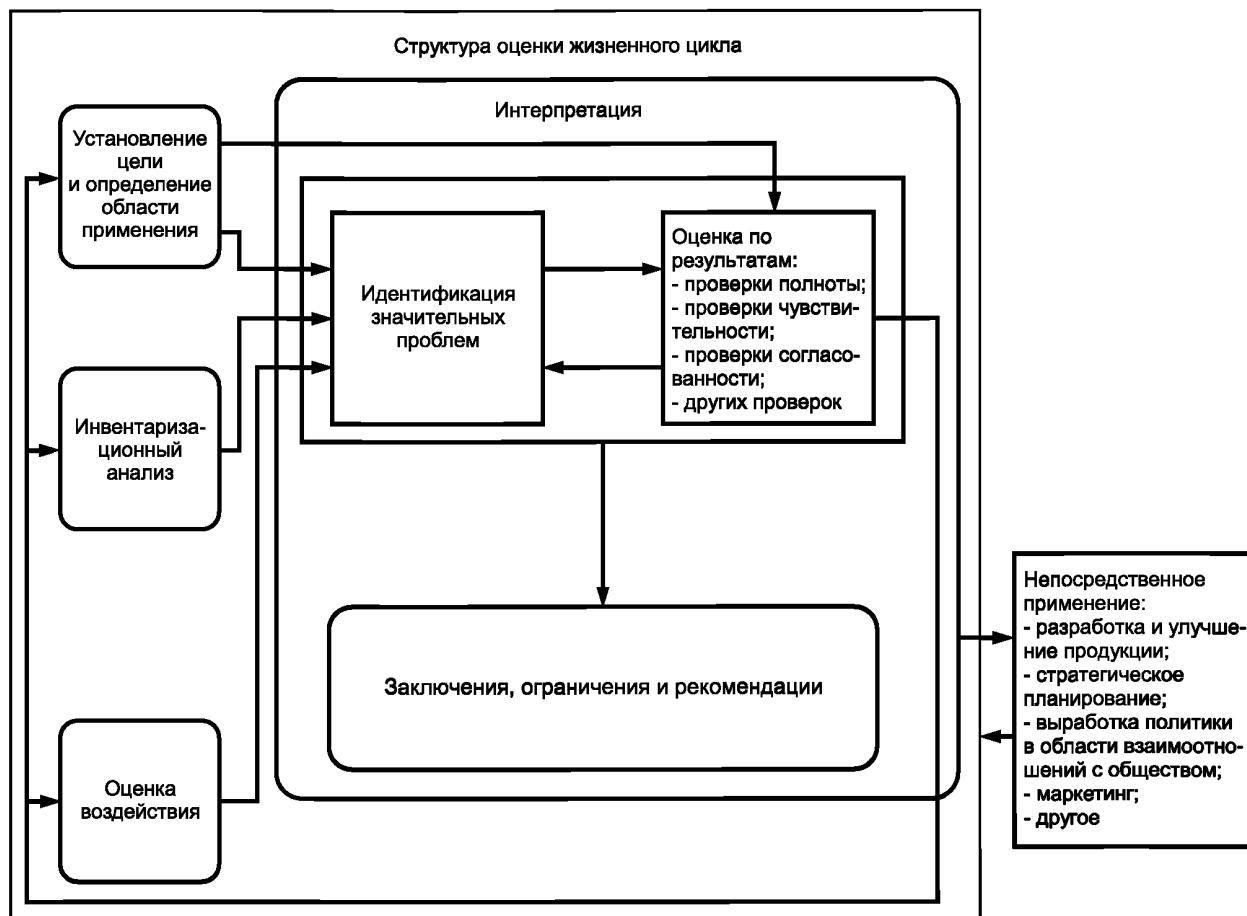 Структура оценки жизненного цикла
Интерпретация
Установление
цели
и определение
области
применения
Идентификация
значительных
проблем
Оценка по
результатам:
- проверки полноты;
- проверки чувстви-
тельности;
- проверки согласо-
ванности;
- других проверок
Инвентариза-
ционный
анализ
Заключения, ограничения и рекомендации
Оценка
воздействия
Непосредственное
применение:
- разработка и улучше-
ние продукции;
- стратегическое
планирование;
- выработка политики
в области взаимоотно-
шений с обществом;
- маркетинг;
- другое